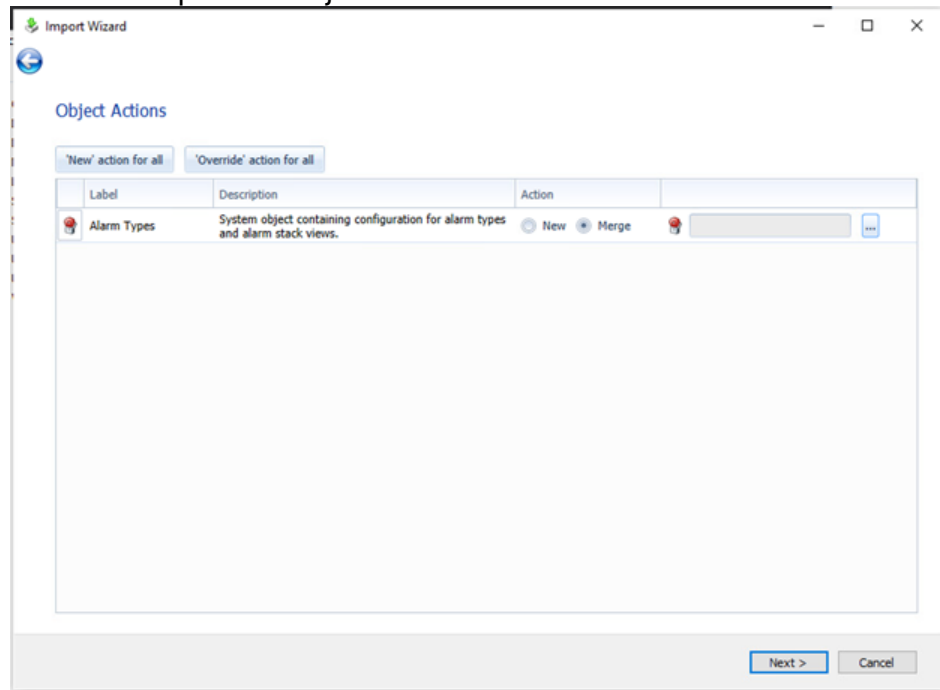 Import Wizard
Object Actions
'New' action for all 'Override' action for all
Label Description Action
Alarm Types System object containing configuration for alarm types
and alarm stack views. New Merge ...
Next > Cancel